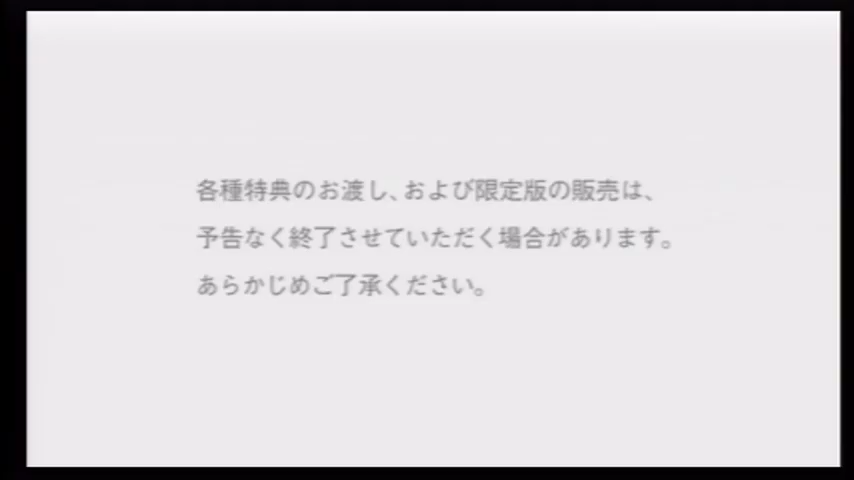 各種特典のお渡し、および限定版の販売は、
予告なく終了させていただく場合があります。
あらかじめご了承ください。